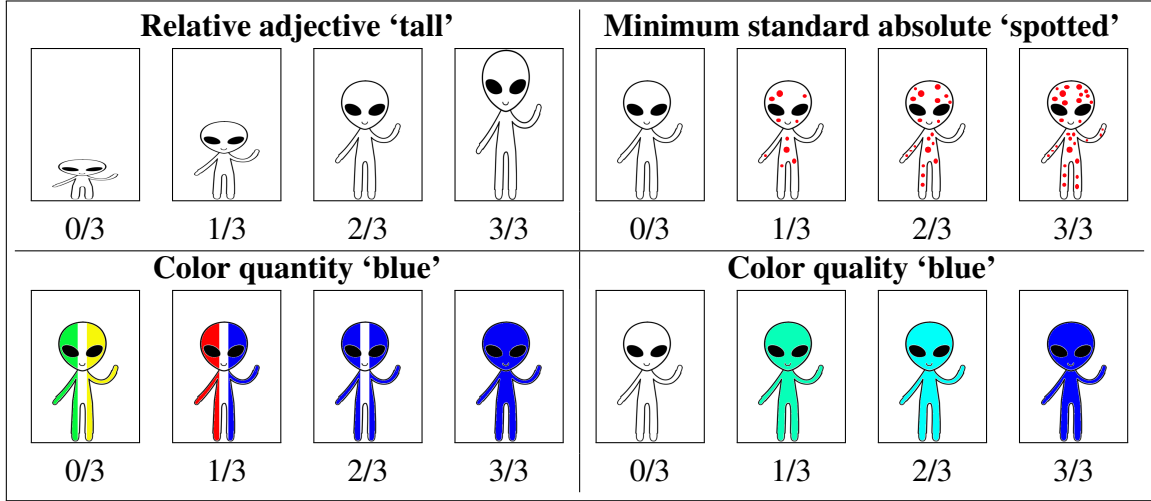 Relative adjective ‘tall’
0/3 1/3 2/3 3/3
Minimum standard absolute ‘spotted’
0/3 1/3 2/3 3/3
Color quantity ‘blue’
0/3 1/3 2/3 3/3
Color quality ‘blue’
0/3 1/3 2/3 3/3